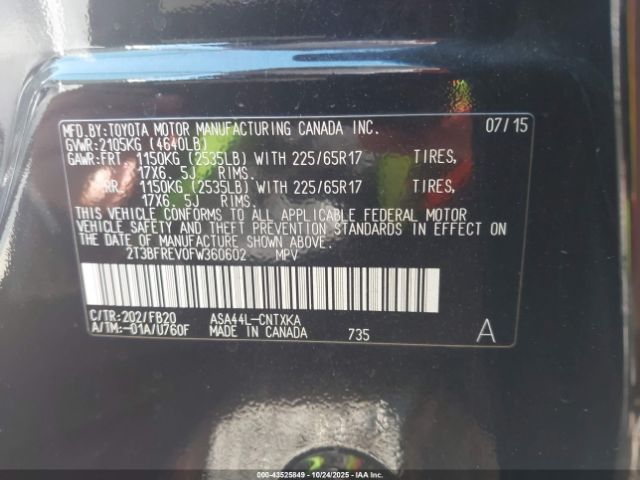 MFD.BY:TOYOTA MOTOR MANUFACTURING CANADA INC. 07/15
GVWR:2105KG (4640LB)
GAWR:FRT. 1150KG (2535LB) WITH 225/65R17 TIRES,
17X6. 5J RIMS.
RR. 1150KG (2535LB) WITH 225/65R17 TIRES,
17X6. 5J RIMS.
THIS VEHICLE CONFORMS TO ALL APPLICABLE FEDERAL MOTOR
VEHICLE SAFETY AND THEFT PREVENTION STANDARDS IN EFFECT ON
THE DATE OF MANUFACTURE SHOWN ABOVE.
2T3BFREV0FW360602 MPV
C/TR:202/FB20 ASA44L-CNTXKA
A/TM:-01A/U760F MADE IN CANADA 735 A
000-43525849 - 10/24/2025 - IAAI.COM